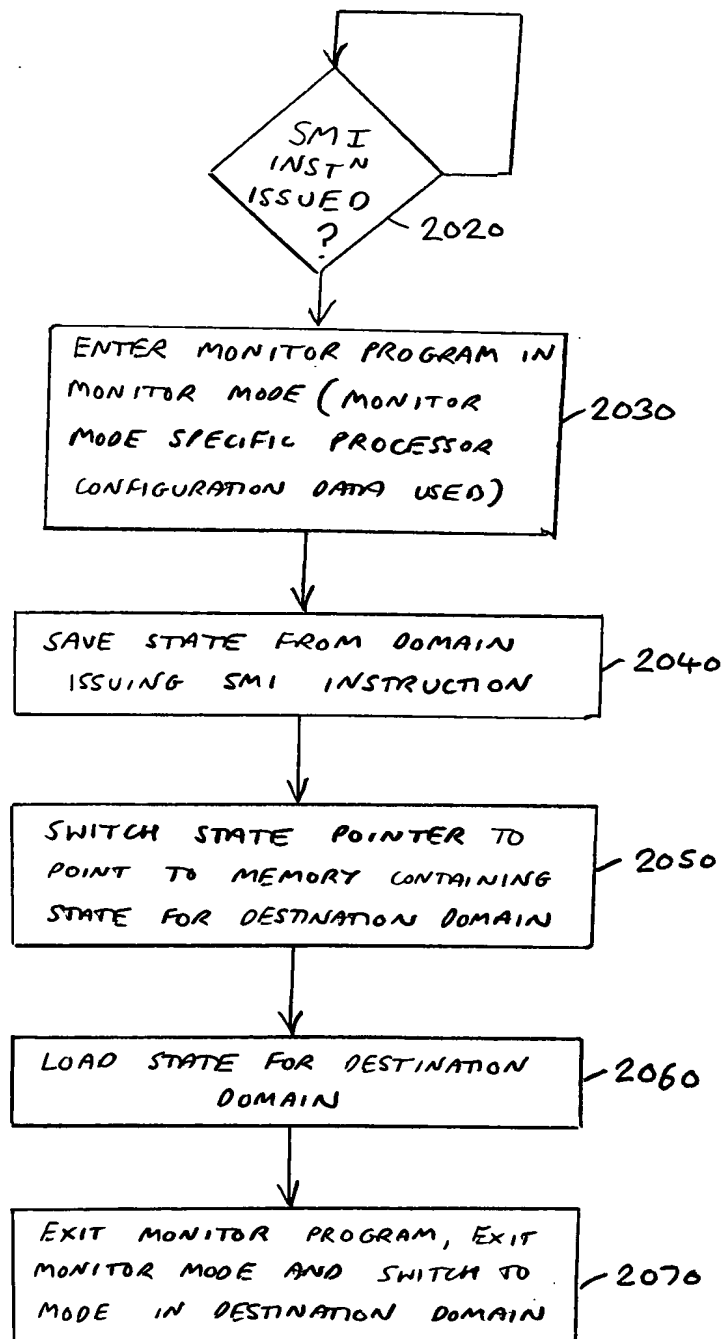 SMI
INSTN
ISSUED
?
2020
ENTER MONITOR PROGRAM IN
MONITOR MODE (MONITOR
MODE SPECIFIC PROCESSOR
CONFIGURATION DATA USED)
2030
SAVE STATE FROM DOMAIN
ISSUING SMI INSTRUCTION
2040
SWITCH STATE POINTER TO
POINT TO MEMORY CONTAINING
STATE FOR DESTINATION DOMAIN
2050
LOAD STATE FOR DESTINATION
DOMAIN
2060
EXIT MONITOR PROGRAM, EXIT
MONITOR MODE AND SWITCH TO
MODE IN DESTINATION DOMAIN
2070